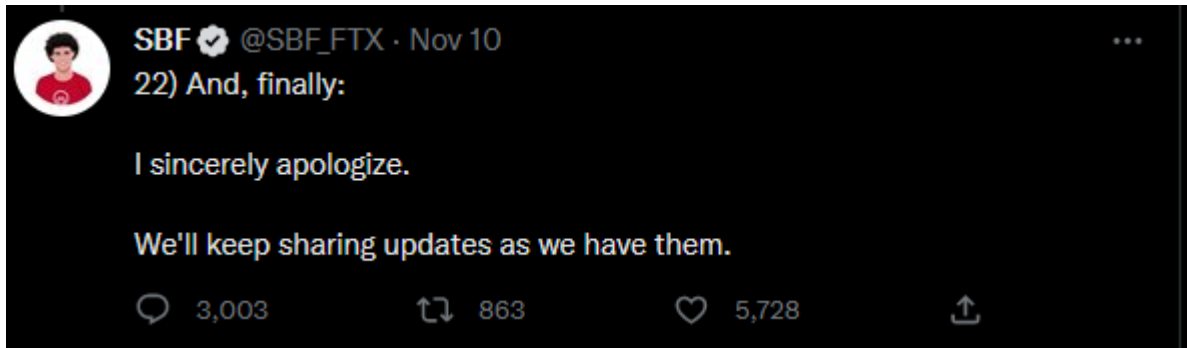 SBF @SBF_FTX · Nov 10
22) And, finally:
I sincerely apologize.
We'll keep sharing updates as we have them.
3,003 863 5,728